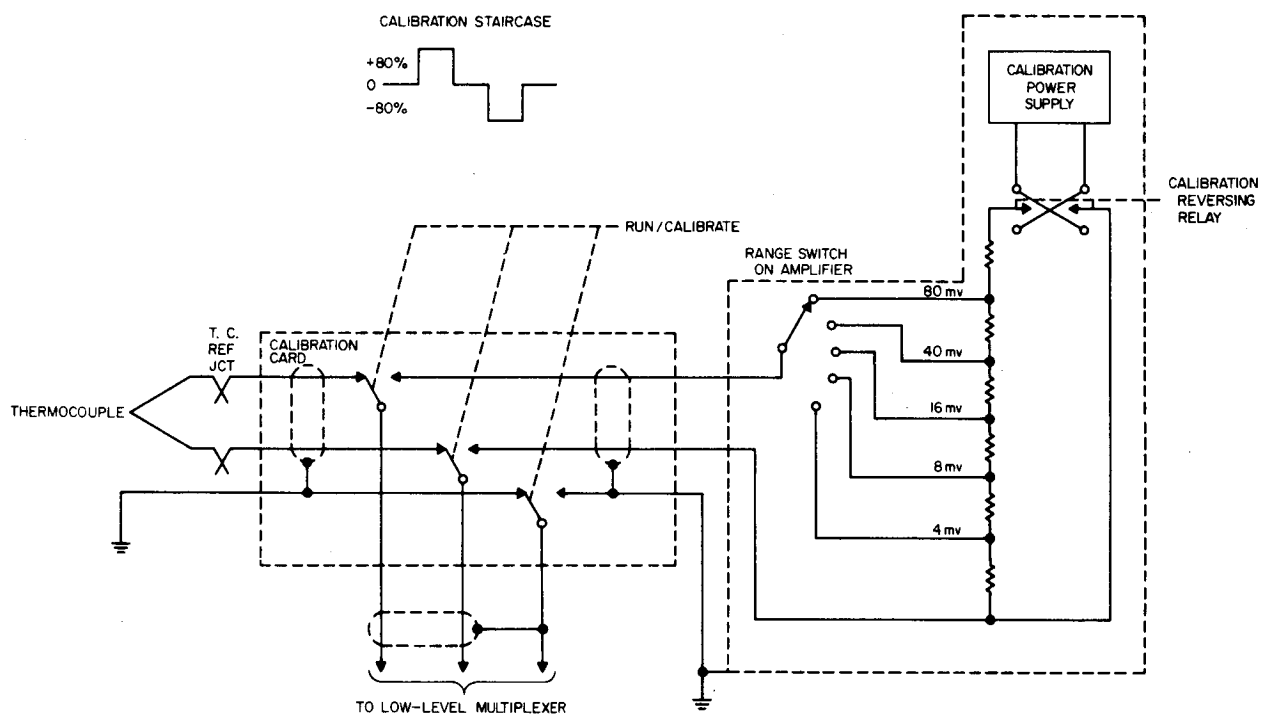 CALIBRATION STAIRCASE
+80%
0
-80%
CALIBRATION
POWER
SUPPLY
CALIBRATION
REVERSING
RELAY
RUN/CALIBRATE
RANGE SWITCH
ON AMPLIFIER
80 mv
40 mv
16 mv
8 mv
4 mv
T. C.
REF
JCT
CALIBRATION
CARD
THERMOCOUPLE
TO LOW-LEVEL MULTIPLEXER